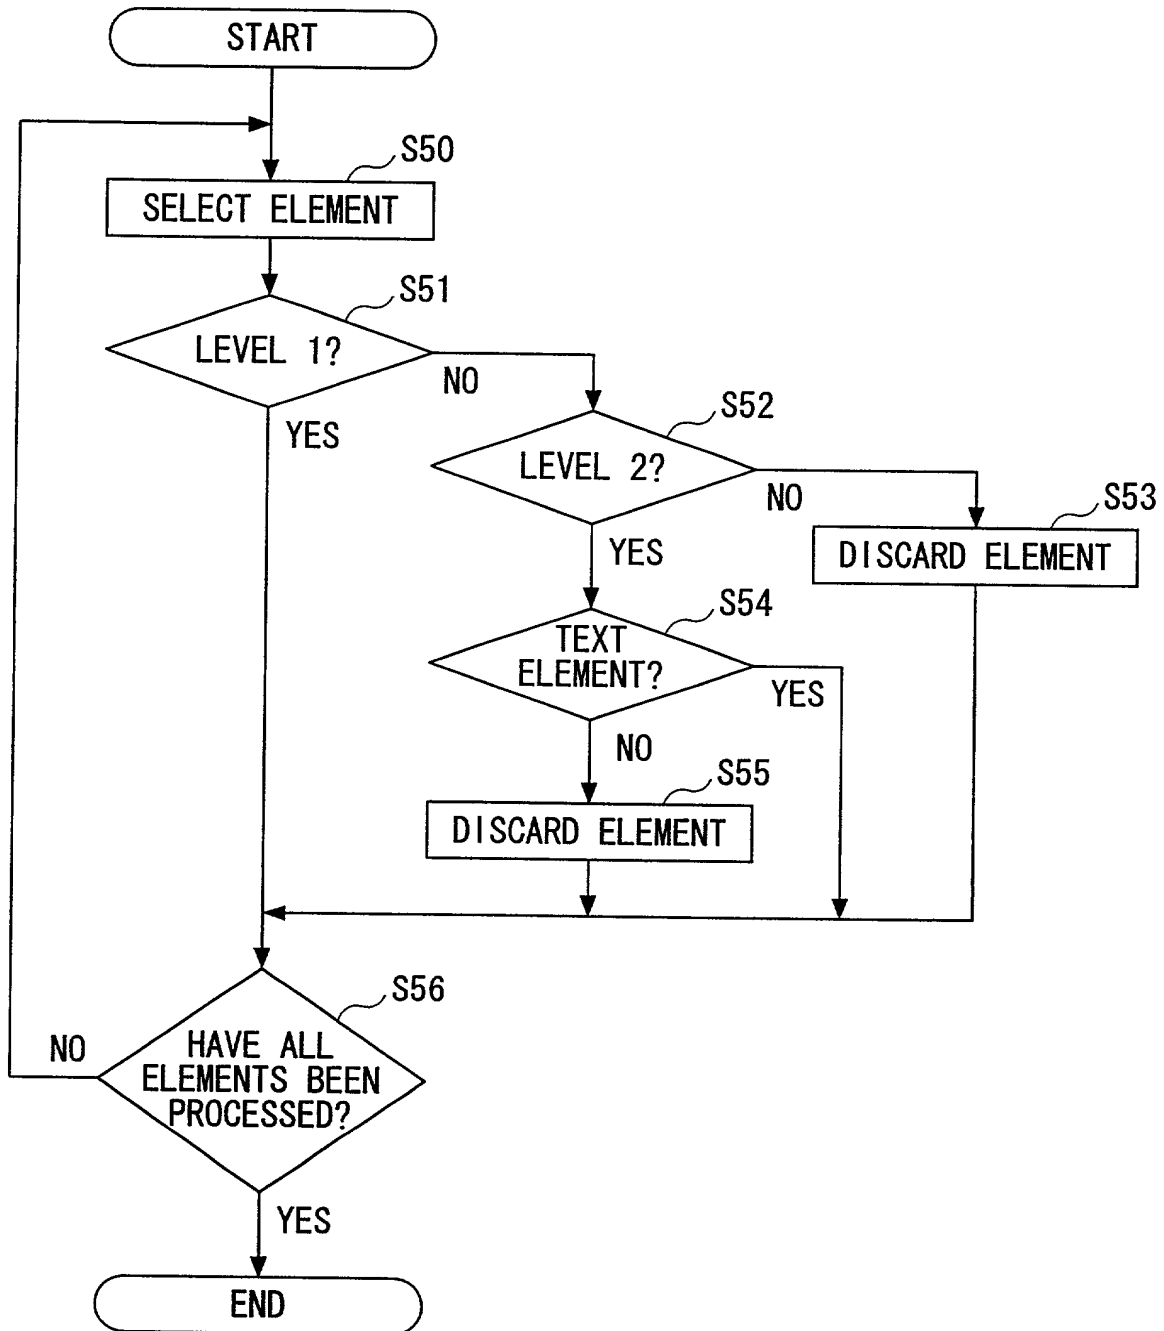 START
S50
SELECT ELEMENT
S51
LEVEL 1?
NO
YES
S52
LEVEL 2?
NO
YES
S53
DISCARD ELEMENT
S54
TEXT
ELEMENT?
YES
NO
S55
DISCARD ELEMENT
S56
HAVE ALL
ELEMENTS BEEN
PROCESSED?
NO
YES
END